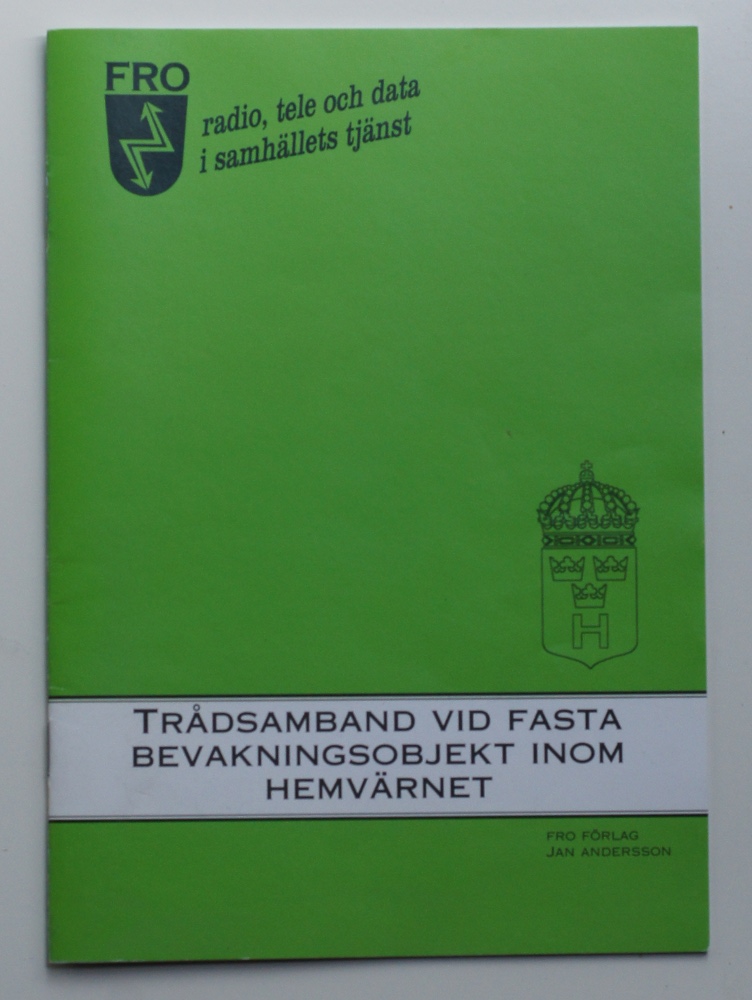 FRO
radio, tele och data
i samhällets tjänst
H
TRÅDSAMBAND VID FASTA
BEVAKNINGSOBJEKT INOM
HEMVÄRNET
FRO FÖRLAG
JAN ANDERSSON